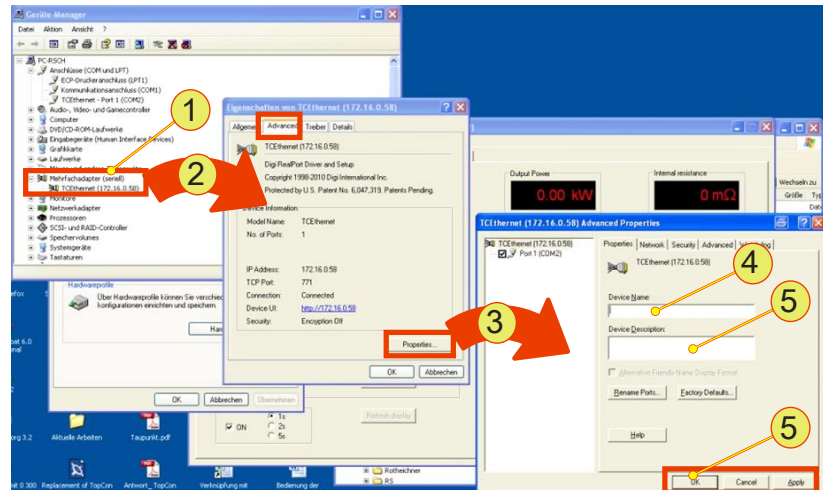 Geräte-Manager
Datei Aktion Ansicht ?
PC-RSCH
Anschlüsse (COM und LPT)
ECP-Druckeranschluss (LPT1)
Kommunikationsanschluss (COM1)
TCEthernet - Port 1 (COM2)
Audio-, Video- und Gamecontroller
Computer
DVD/CD-ROM-Laufwerke
Eingabegeräte (Human Interface Devices)
Grafikkarte
Laufwerke
Mehrfachadapter (seriell)
TCEthernet (172.16.0.58)
Monitore
Netzwerkadapter
Prozessoren
SCSI- und RAID-Controller
Speichervolumes
Systemgeräte
Tastaturen
1
2
Eigenschaften von TCEthernet (172.16.0.58)
Advanced Treiber Details
TCEthernet (172.16.0.58)
Digi RealPort Driver and Setup
Copyright 1998-2010 Digi International Inc.
Protected by U.S. Patent No. 6,047,319. Patents Pending.
Device Information
Model Name: TCEthernet
No. of Ports: 1
IP Address: 172.16.0.58
TCP Port: 771
Connection: Connected
Device UI: http://172.16.0.58
Security: Encryption Off
Properties...
OK Abbrechen
3
Output Power
0.00 kW
Internal resistance
0 mΩ
Wechseln zu
Größe
TCEthernet (172.16.0.58) Advanced Properties
TCEthernet (172.16.0.58)
Port 1 (COM2)
Properties Network Security Advanced
TCEthernet (172.16.0.58)
4
Device Name:
5
Device Description:
Alternative Friendly Name Display Format
Rename Ports... Factory Defaults...
Help
5
OK Cancel Apply
Hardwareprofile
Über Hardwareprofile können Sie
konfigurationen einrichten und speichern.
OK Abbrechen Übernehmen
ON
1s
2s
5s
Refresh display
Rotheichner
RS
Aktuelle Arbeiten
Taupunkt.pdf
Replacement of TopCon
Antwort_TopCon
Verknüpfung mit
Bedienung der